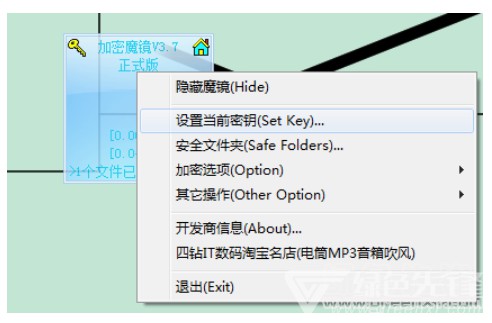 加密魔镜V3.7
正式版
隐藏魔镜(Hide)
设置当前密钥(Set Key)...
安全文件夹(Safe Folders)...
[0.0
加密选项(Option)
[0.0
>1个文件已
其它操作(Other Option)
开发商信息(About)...
四钻IT数码淘宝名店(电筒MP3音箱吹风)
退出(Exit)
绿色先锋